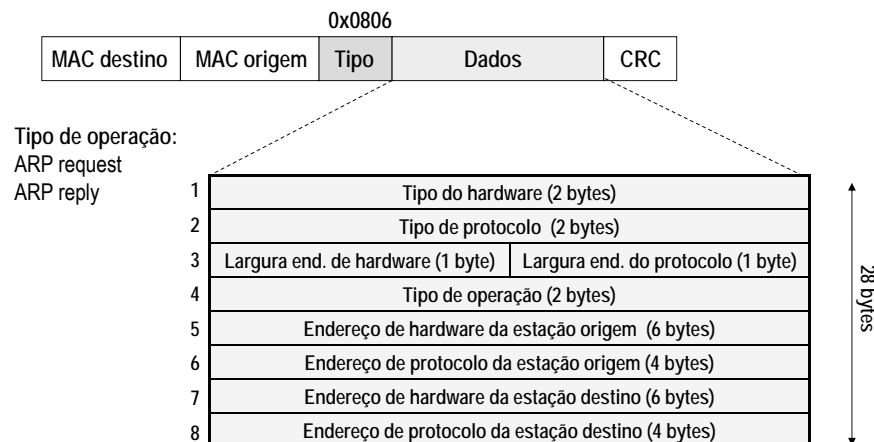 0x0806
MAC destino MAC origem Tipo Dados CRC
Tipo de operação:
ARP request
ARP reply
1 Tipo do hardware (2 bytes)
2 Tipo de protocolo (2 bytes)
3 Largura end. de hardware (1 byte) Largura end. do protocolo (1 byte)
4 Tipo de operação (2 bytes)
5 Endereço de hardware da estação origem (6 bytes)
6 Endereço de protocolo da estação origem (4 bytes)
7 Endereço de hardware da estação destino (6 bytes)
8 Endereço de protocolo da estação destino (4 bytes)
28 bytes